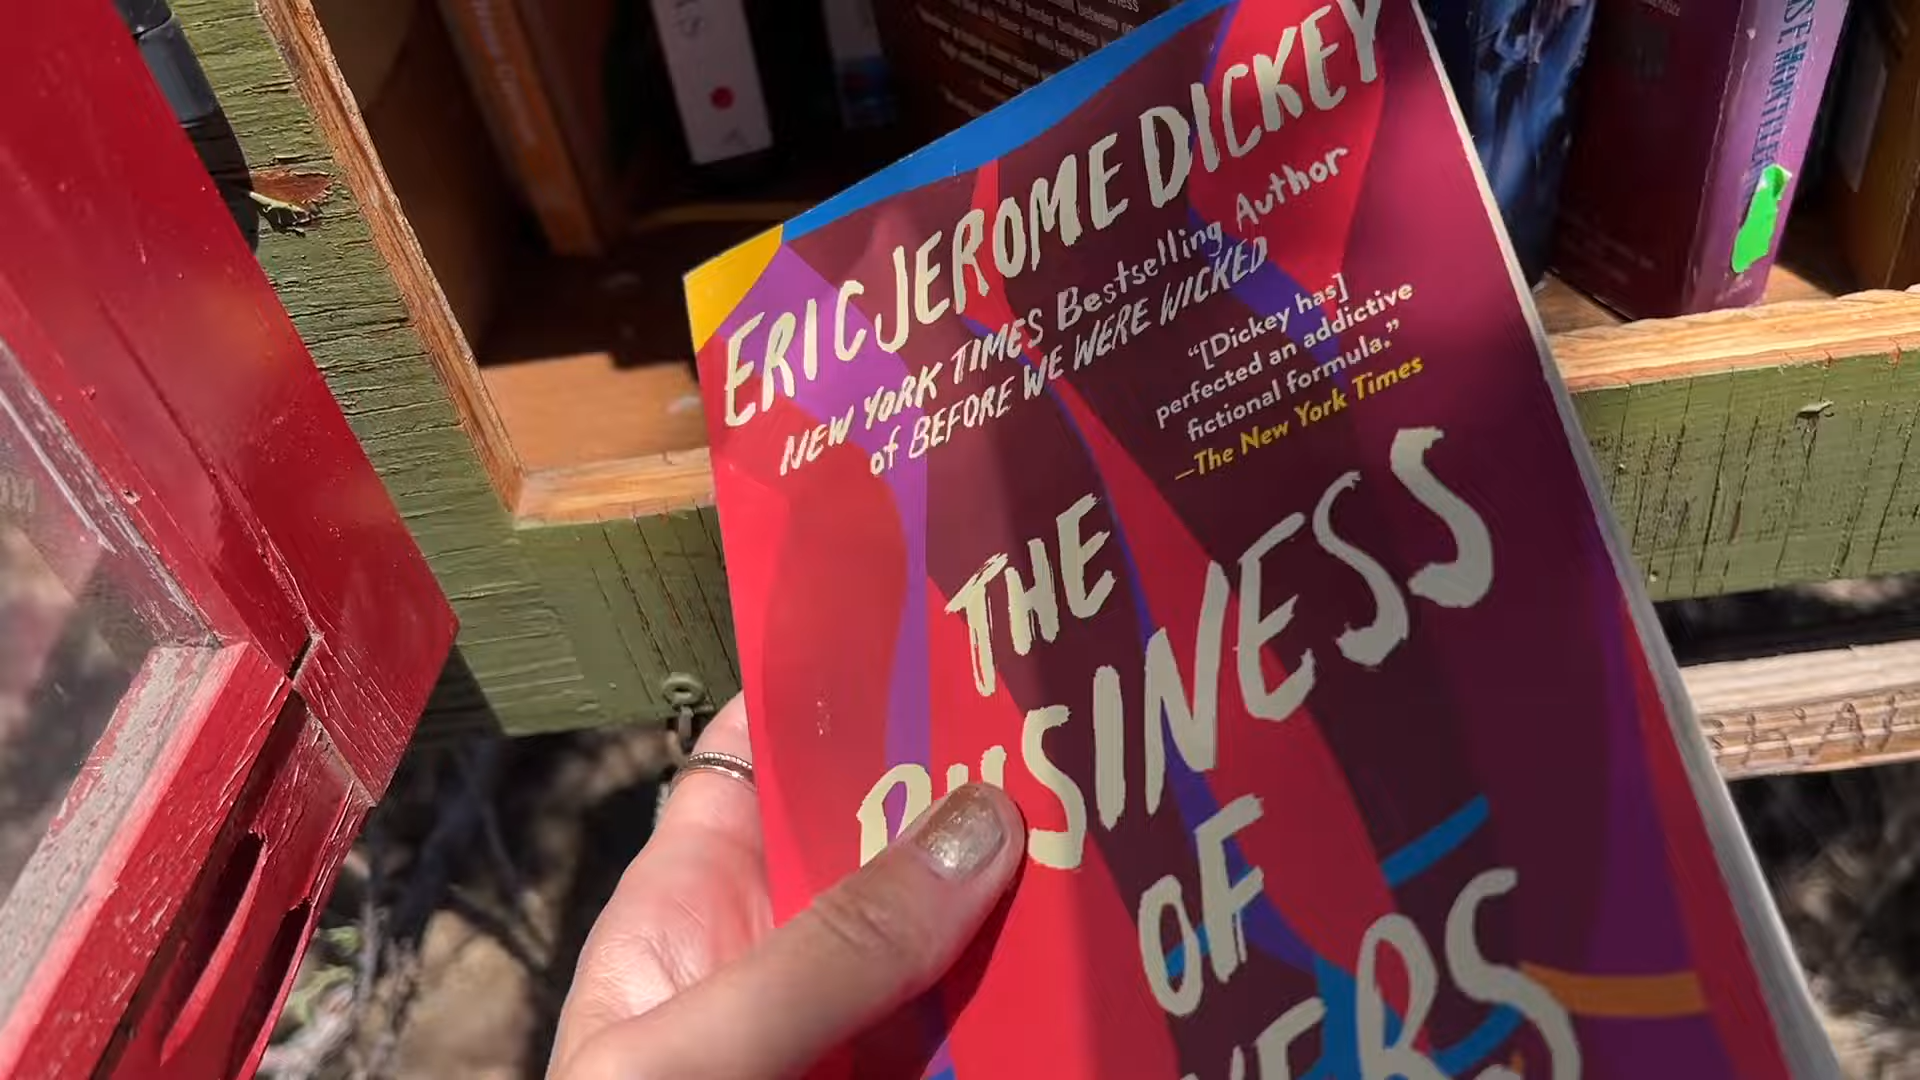 ERIC JEROME DICKEY
NEW YORK TIMES Bestselling Author
of BEFORE WE WERE WICKED
"[Dickey has]
perfected an addictive
fictional formula."
—The New York Times
THE
BUSINESS
OF